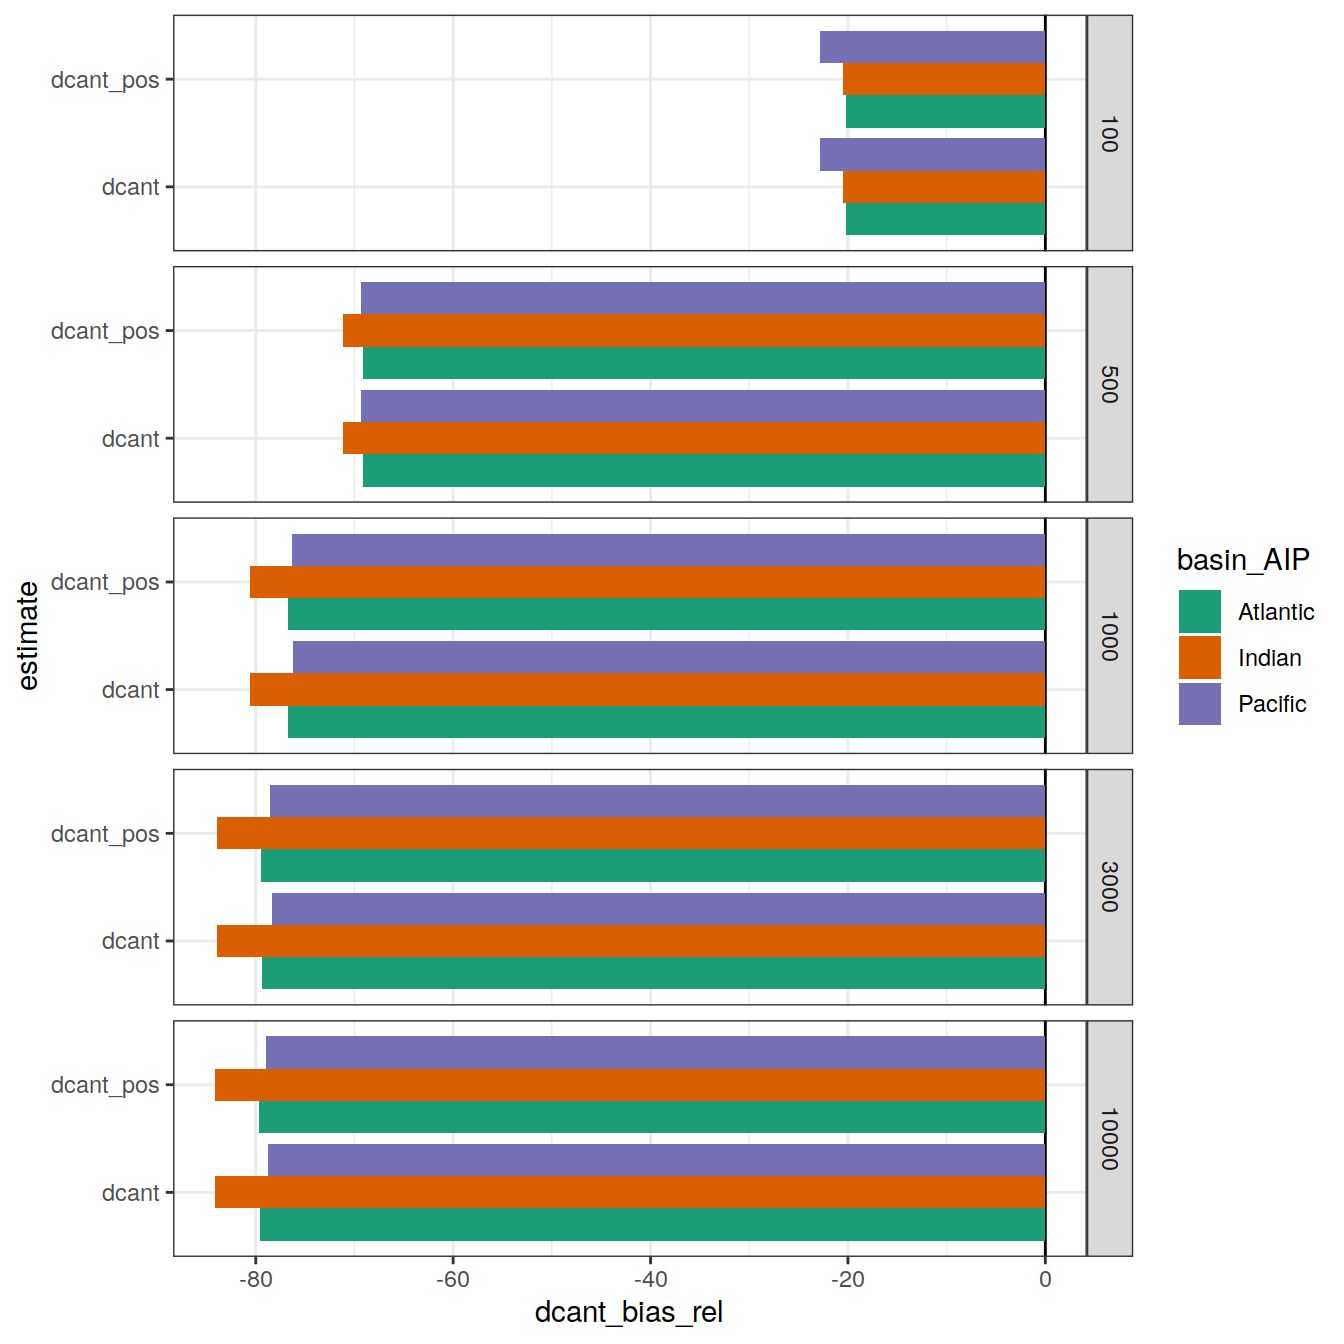 dcant_pos
dcant
100
dcant_pos
dcant
500
dcant_pos
dcant
1000
dcant_pos
dcant
3000
dcant_pos
dcant
10000
estimate
-80 -60 -40 -20 0
dcant_bias_rel
basin_AIP
Atlantic
Indian
Pacific